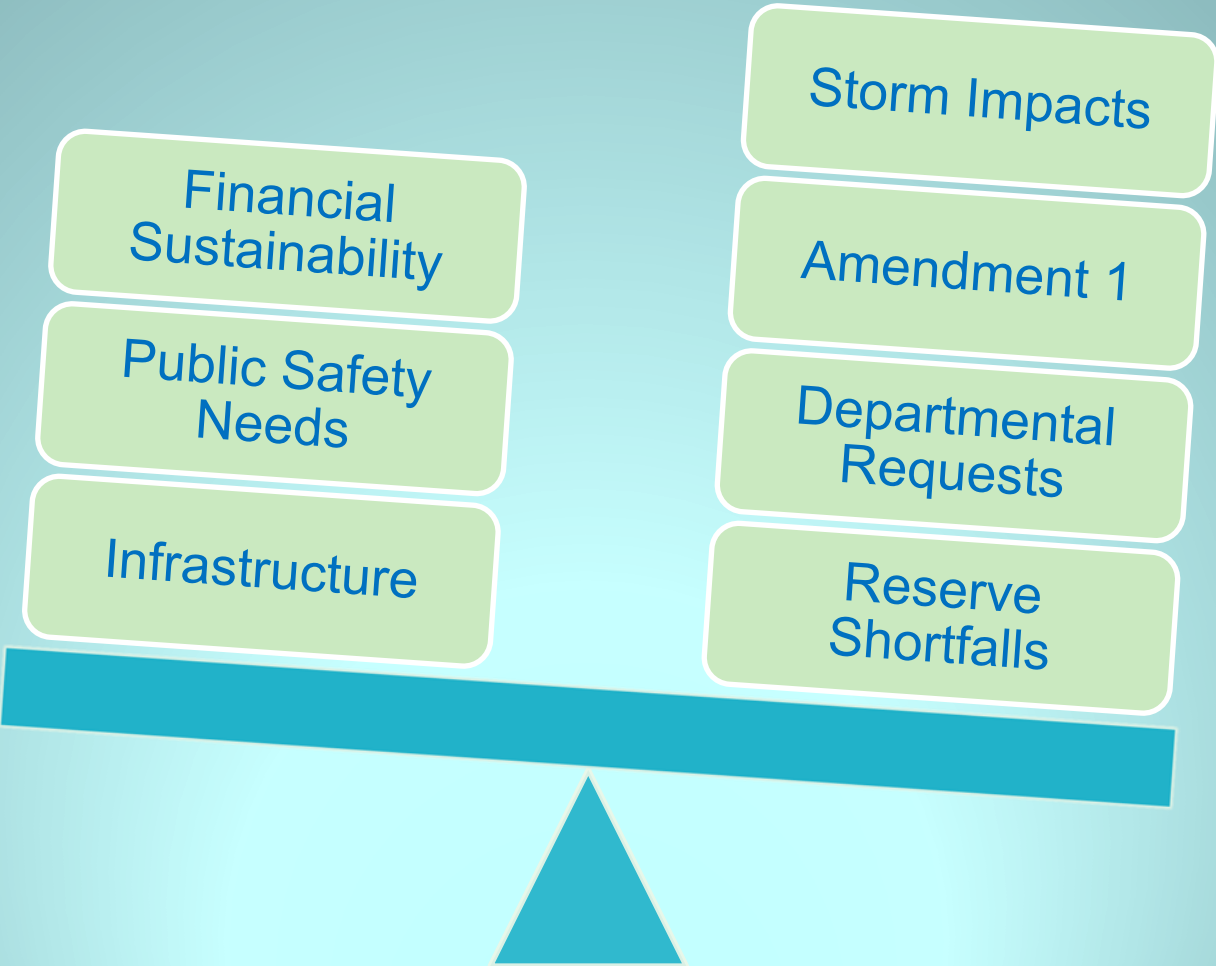 Financial
Sustainability
Public Safety
Needs
Infrastructure
Storm Impacts
Amendment 1
Departmental
Requests
Reserve
Shortfalls